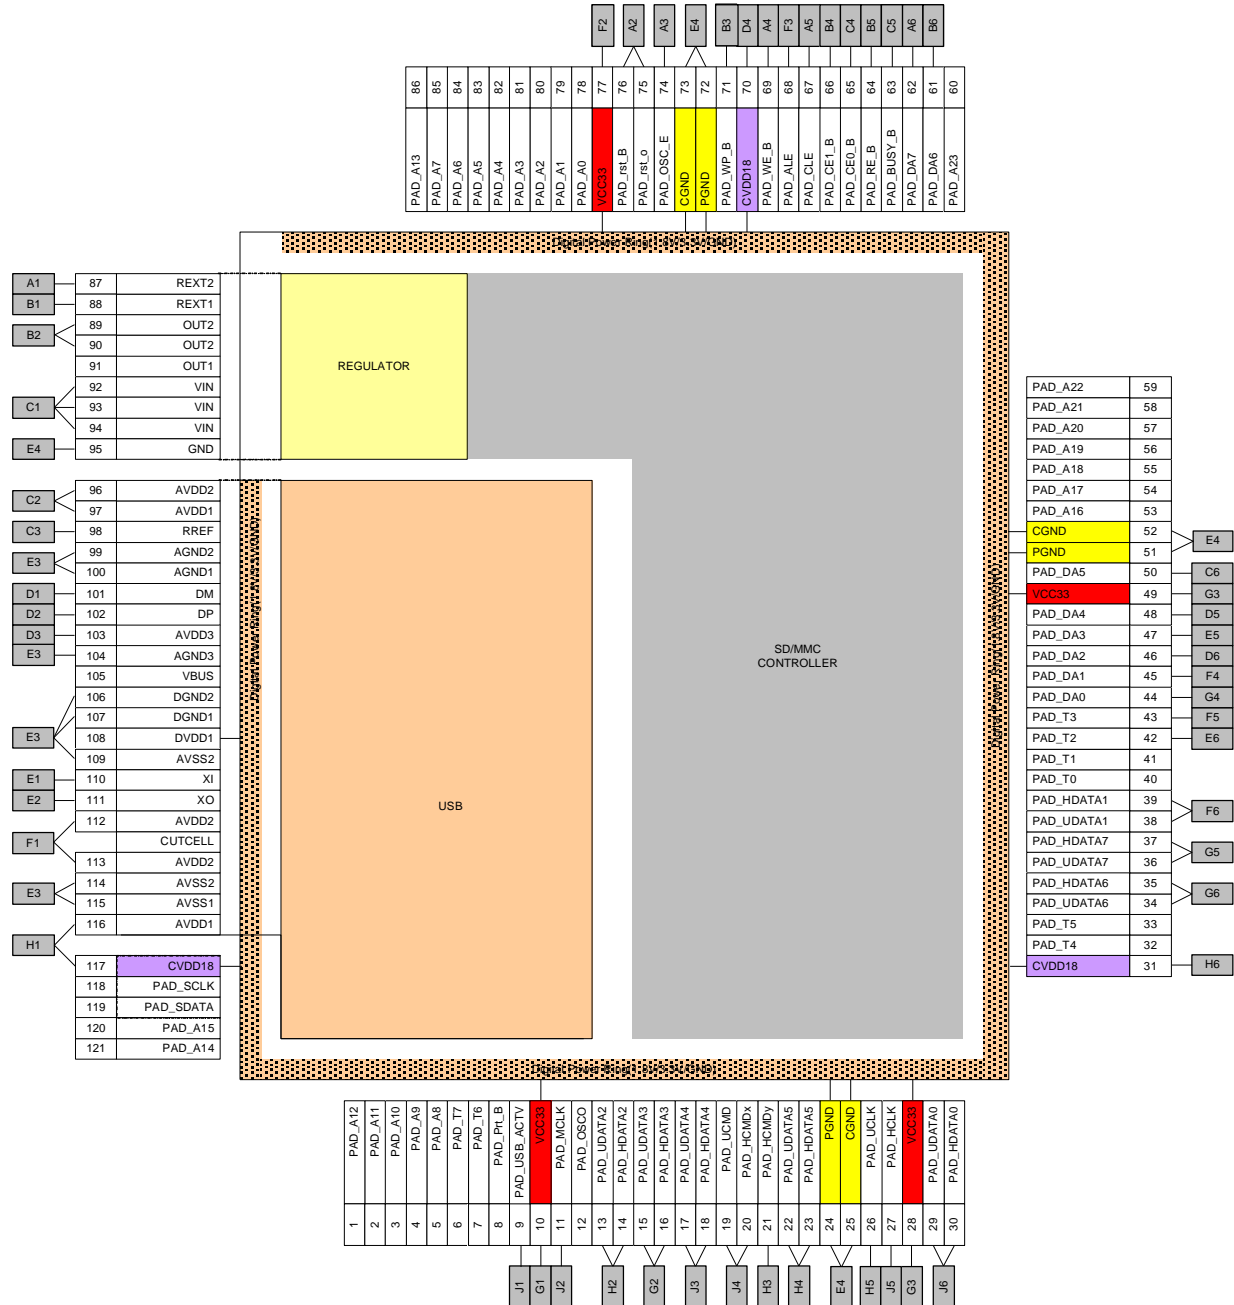 F2 A2 A3 E4 B3 D4 A4 F3 A5 B4 C4 B5 C5 A6 B6
86 85 84 83 82 81 80 79 78 77 76 75 74 73 72 71 70 69 68 67 66 65 64 63 62 61 60
PAD_A13
PAD_A7
PAD_A6
PAD_A5
PAD_A4
PAD_A3
PAD_A2
PAD_A1
PAD_A0
VCC33
PAD_rst_B
PAD_rst_o
PAD_OSC_E
CGND
PGND
PAD_WP_B
CVDD18
PAD_WE_B
PAD_ALE
PAD_CLE
PAD_CE1_B
PAD_CE0_B
PAD_RE_B
PAD_BUSY_B
PAD_DA7
PAD_DA6
PAD_A23
A1 87 REXT2
B1 88 REXT1
89 OUT2
B2
90 OUT2
91 OUT1
92 VIN
C1 93 VIN
94 VIN
E4 95 GND
96 AVDD2
C2
97 AVDD1
C3 98 RREF
99 AGND2
E3
100 AGND1
D1 101 DM
D2 102 DP
D3 103 AVDD3
E3 104 AGND3
105 VBUS
106 DGND2
107 DGND1
E3 108 DVDD1
109 AVSS2
E1 110 XI
E2 111 XO
112 AVDD2
F1 CUTCELL
113 AVDD2
114 AVSS2
E3
115 AVSS1
116 AVDD1
H1
117 CVDD18
118 PAD_SCLK
119 PAD_SDATA
120 PAD_A15
121 PAD_A14
REGULATOR
USB
SD/MMC
CONTROLLER
PAD_A22 59
PAD_A21 58
PAD_A20 57
PAD_A19 56
PAD_A18 55
PAD_A17 54
PAD_A16 53
CGND 52
E4
PGND 51
PAD_DA5 50 C6
VCC33 49 G3
PAD_DA4 48 D5
PAD_DA3 47 E5
PAD_DA2 46 D6
PAD_DA1 45 F4
PAD_DA0 44 G4
PAD_T3 43 F5
PAD_T2 42 E6
PAD_T1 41
PAD_T0 40
PAD_HDATA1 39
F6
PAD_UDATA1 38
PAD_HDATA7 37
G5
PAD_UDATA7 36
PAD_HDATA6 35
G6
PAD_UDATA6 34
PAD_T5 33
PAD_T4 32
CVDD18 31 H6
PAD_A12
PAD_A11
PAD_A10
PAD_A9
PAD_A8
PAD_T7
PAD_T6
PAD_Prt_B
PAD_USB_ACTV
VCC33
PAD_MCLK
PAD_OSCO
PAD_UDATA2
PAD_HDATA2
PAD_UDATA3
PAD_HDATA3
PAD_UDATA4
PAD_HDATA4
PAD_UCMD
PAD_HCMDx
PAD_HCMDy
PAD_UDATA5
PAD_HDATA5
PGND
CGND
PAD_UCLK
PAD_HCLK
VCC33
PAD_UDATA0
PAD_HDATA0
1 2 3 4 5 6 7 8 9 10 11 12 13 14 15 16 17 18 19 20 21 22 23 24 25 26 27 28 29 30
J1 G1 J2 H2 G2 J3 J4 H3 H4 E4 H5 J5 G3 J6